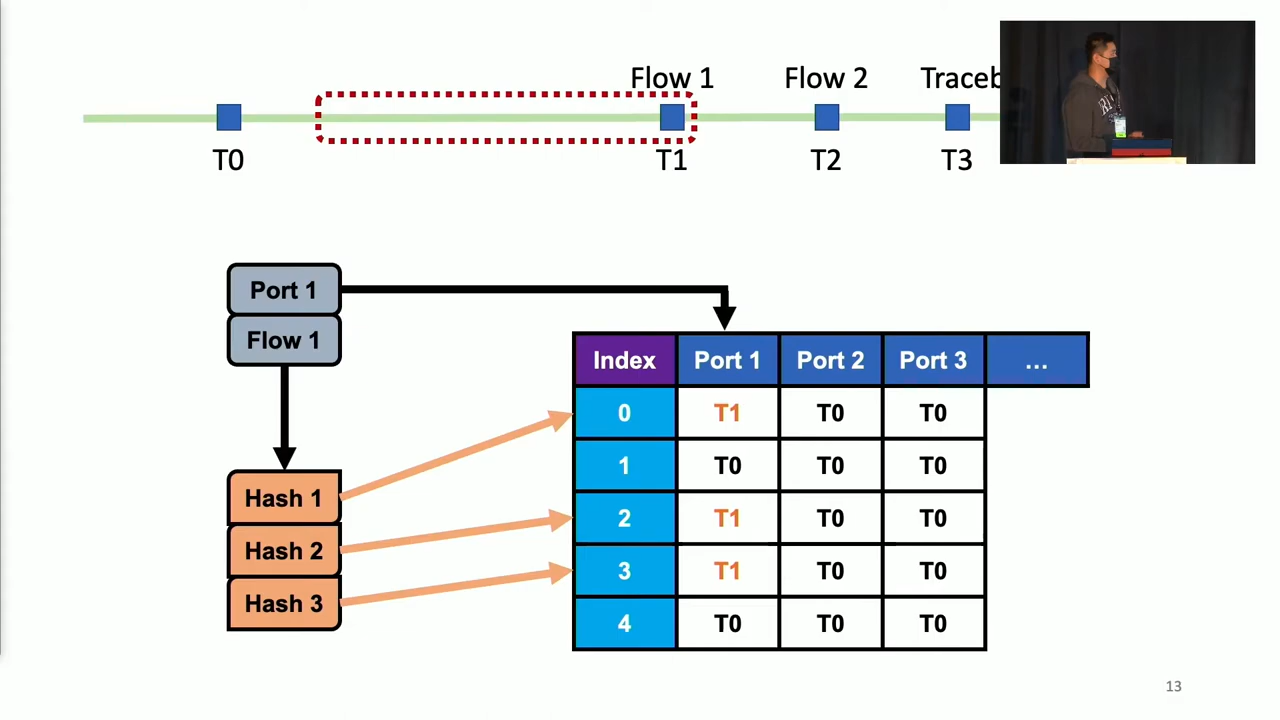 Flow 1 Flow 2 Traceb
T0 T1 T2 T3
Port 1
Flow 1
Hash 1
Hash 2
Hash 3
Index Port 1 Port 2 Port 3 ...
0 T1 T0 T0
1 T0 T0 T0
2 T1 T0 T0
3 T1 T0 T0
4 T0 T0 T0
13